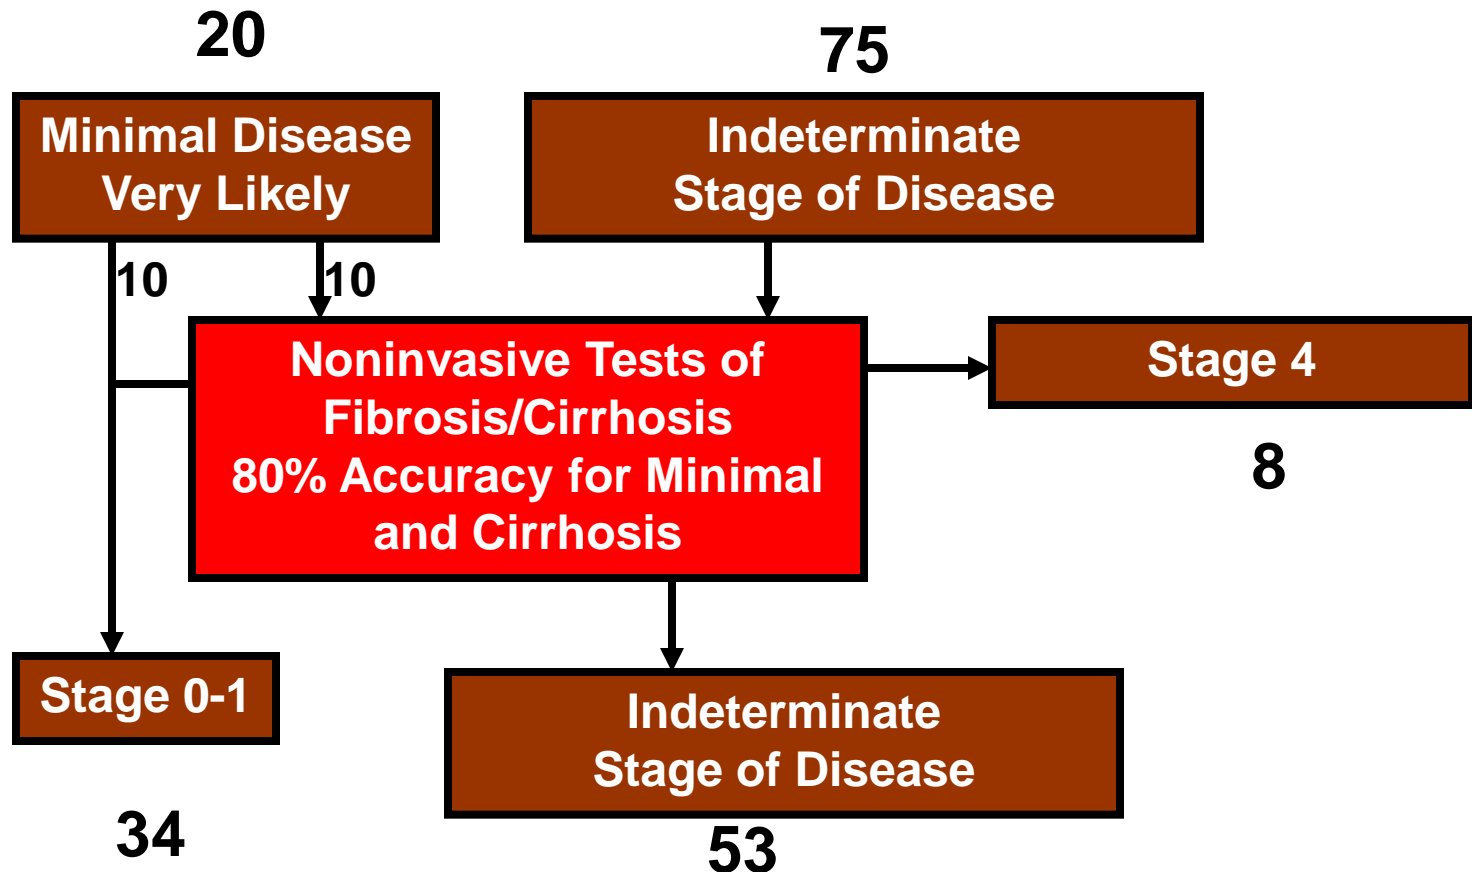 20
75
Minimal Disease
Very Likely
Indeterminate
Stage of Disease
10
10
Noninvasive Tests of
Fibrosis/Cirrhosis
80% Accuracy for Minimal
and Cirrhosis
Stage 4
8
Stage 0-1
34
Indeterminate
Stage of Disease
53